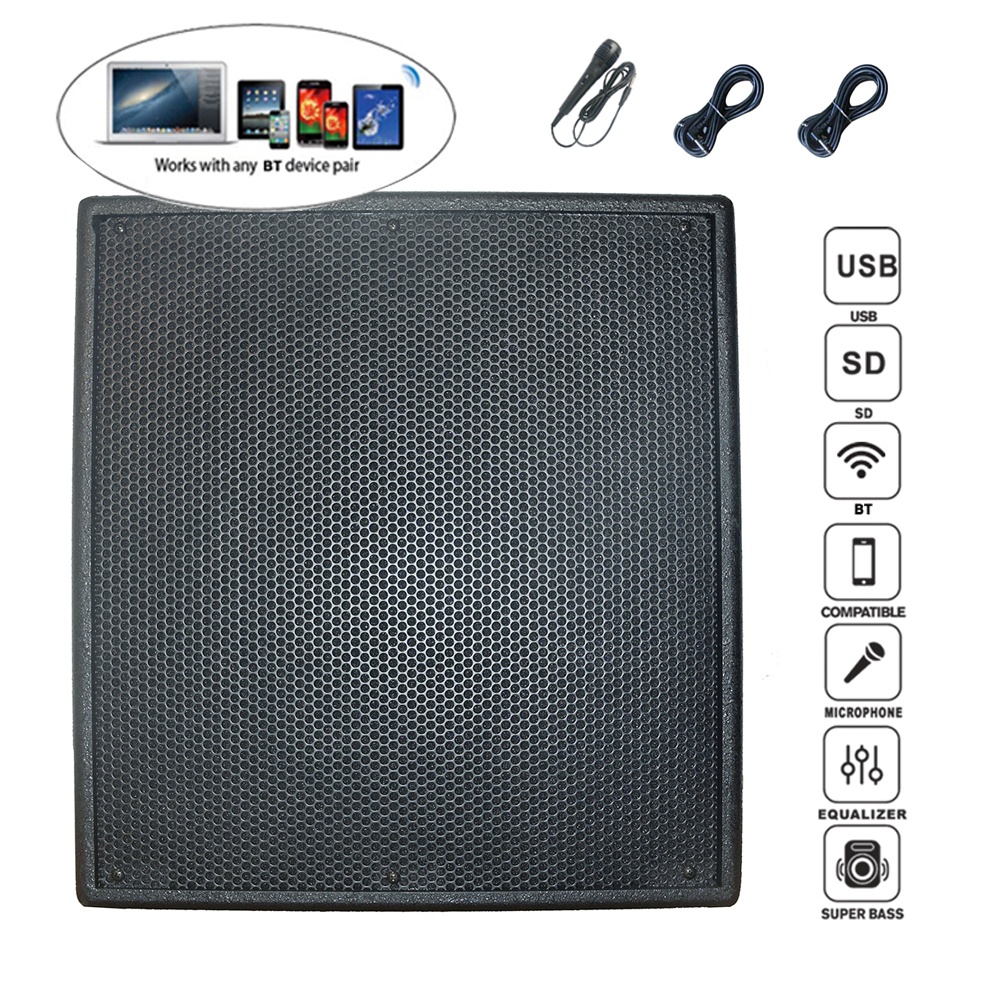 Works with any BT device pair
USB
USB
SD
SD
BT
COMPATIBLE
MICROPHONE
EQUALIZER
SUPER BASS